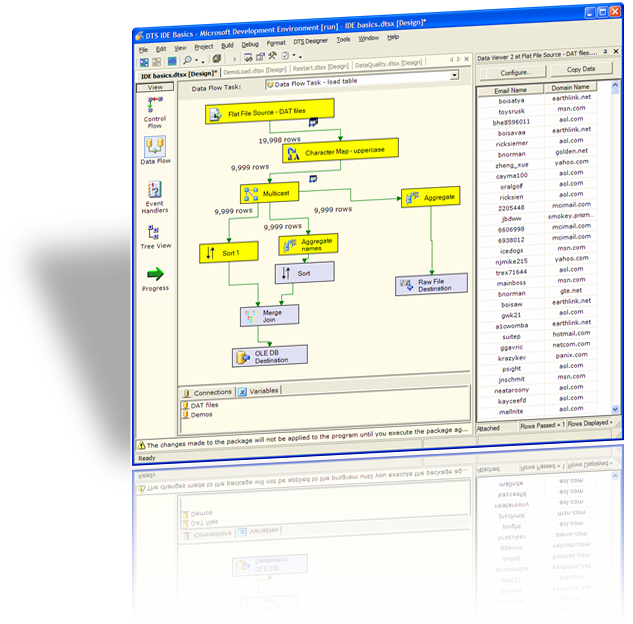 DTS IDE Basics - Microsoft Development Environment [run] - IDE basics.dtsx [Design]*
File Edit View Project Build Debug Format DTS Designer Tools Window Help
IDE basics.dtsx [Design]* DemoLoad.dtsx [Design] Restart.dtsx [Design] DataQuality.dtsx [Design]
View
Data Flow Task: Data Flow Task - load table
Control Flow
Data Flow
Event Handlers
Tree View
Progress
Flat File Source - DAT files
19,998 rows
Character Map - uppercase
9,999 rows
Multicast
Aggregate
9,999 rows 9,999 rows 9,999 rows
Sort 1
Aggregate names
Sort
Raw File Destination
Merge Join
OLE DB Destination
Connections Variables
DAT files
Demos
The changes made to the package will not be applied to the program until you execute the package ag...
Ready
Data Viewer 2 at Flat File Source - DAT files....
Configure... Copy Data
Email Name Domain Name
boisatya earthlink.net
toysrusk msn.com
bhe8596011 aol.com
boisavaa earthlink.net
ricksiemer aol.com
bnorman golden.net
zheng_xue yahoo.com
cayma100 aol.com
oralgolf aol.com
ricksien aol.com
2205448 mcimail.com
jbdww smokey.prism...
6606998 mcimail.com
6938012 mcimail.com
icedogs msn.com
njmike215 yahoo.com
trex71644 aol.com
mainboss msn.com
bnorman gte.net
boisaw earthlink.net
gwk21 aol.com
a1owomba earthlink.net
suitep hotmail.com
ggavric netcom.com
krazykev panix.com
psight aol.com
jnschmit msn.com
neataroony aol.com
kayceefd aol.com
mallnite aol.com
Attached Rows Passed = 1 Rows Displayed